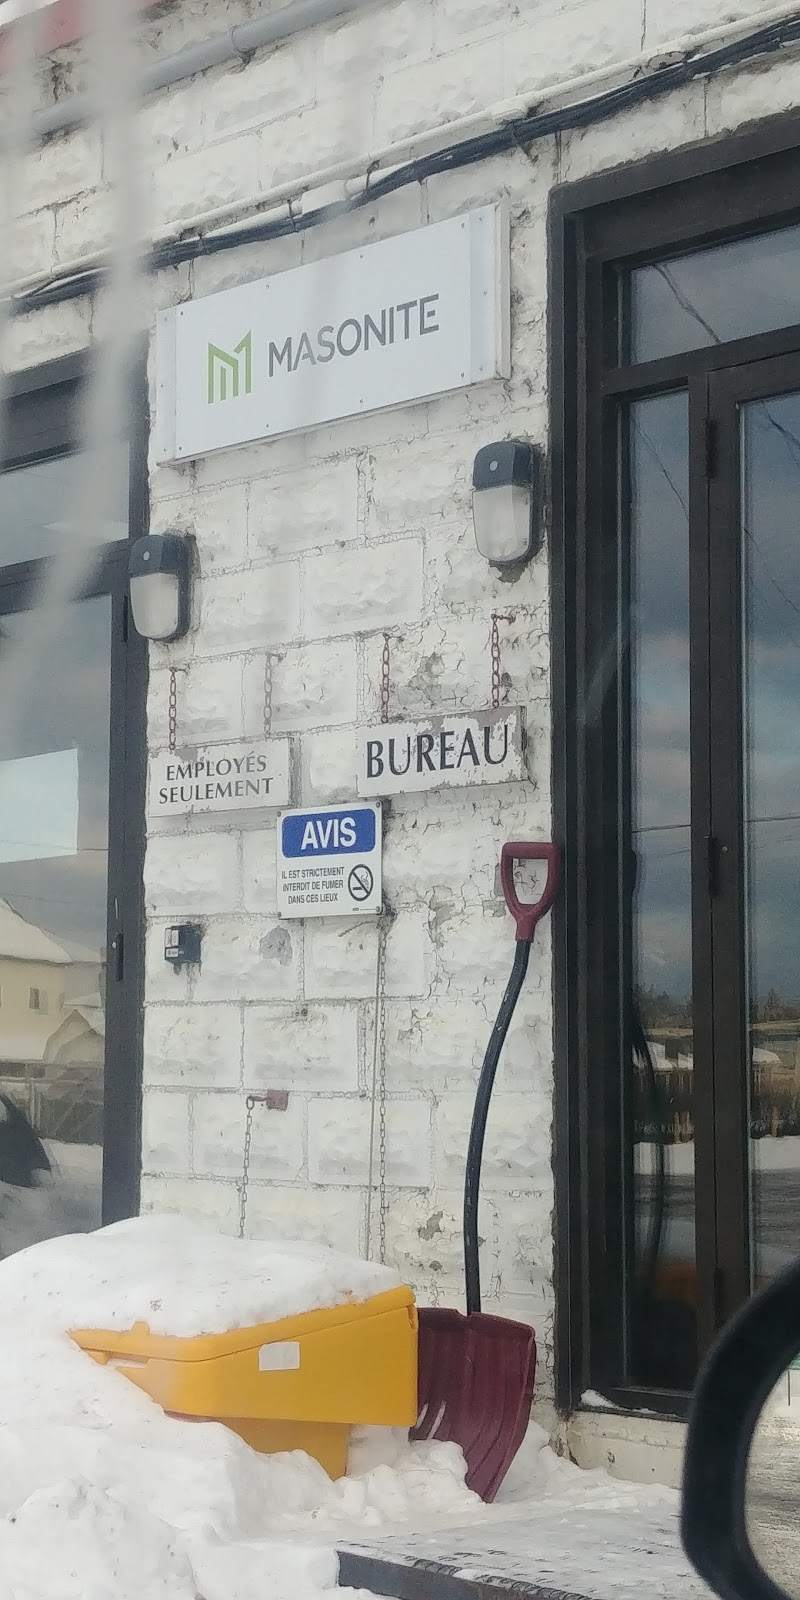 MASONITE
EMPLOYÉS
SEULEMENT
BUREAU
AVIS
IL EST STRICTEMENT
INTERDIT DE FUMER
DANS CES LIEUX